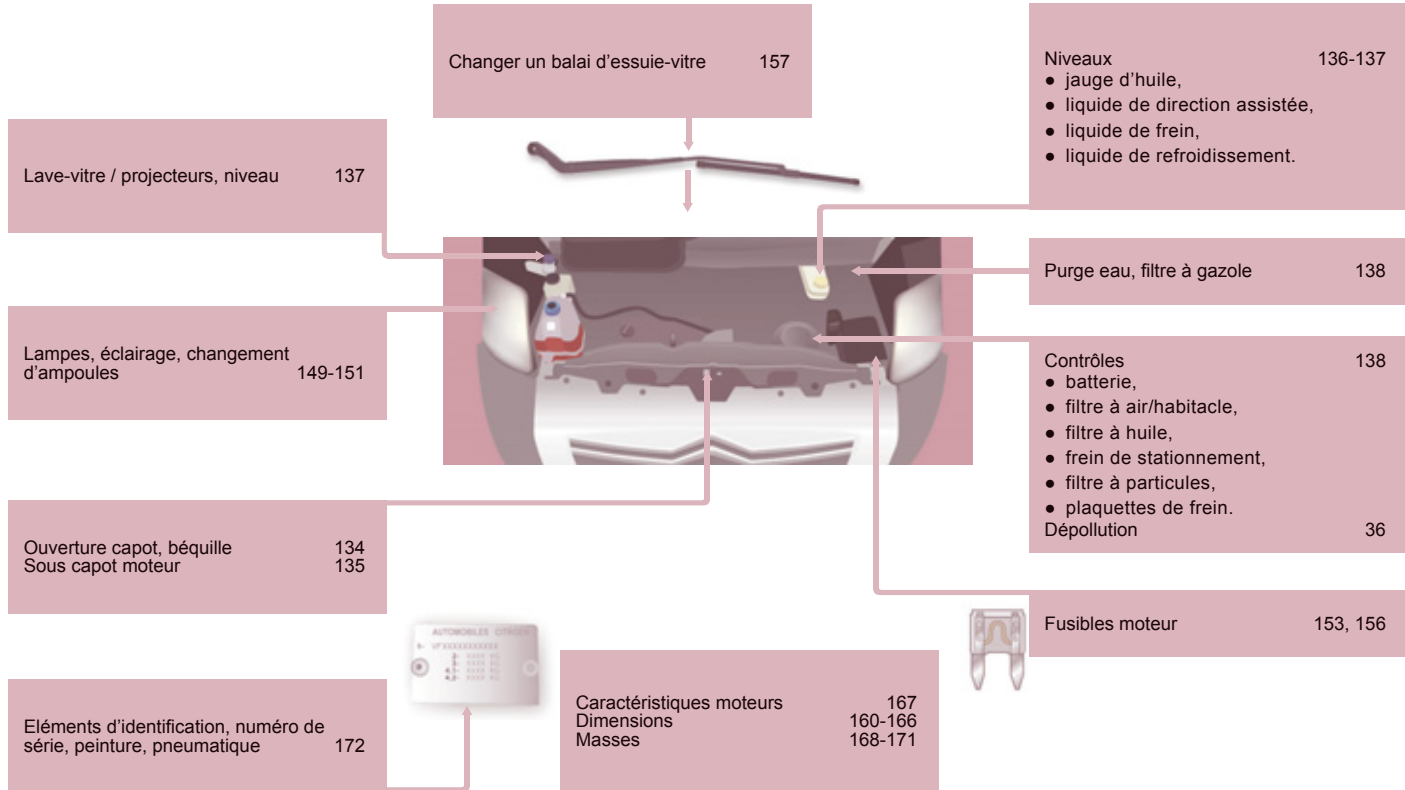 Changer un balai d'essuie-vitre 157
Niveaux 136-137
● jauge d'huile,
● liquide de direction assistée,
● liquide de frein,
● liquide de refroidissement.
Lave-vitre / projecteurs, niveau 137
Purge eau, filtre à gazole 138
Lampes, éclairage, changement
d'ampoules 149-151
Contrôles 138
● batterie,
● filtre à air/habitacle,
● filtre à huile,
● frein de stationnement,
● filtre à particules,
● plaquettes de frein.
Dépollution 36
Ouverture capot, béquille 134
Sous capot moteur 135
Fusibles moteur 153, 156
AUTOMOBILES CITROEN
Eléments d'identification, numéro de
série, peinture, pneumatique 172
Caractéristiques moteurs 167
Dimensions 160-166
Masses 168-171